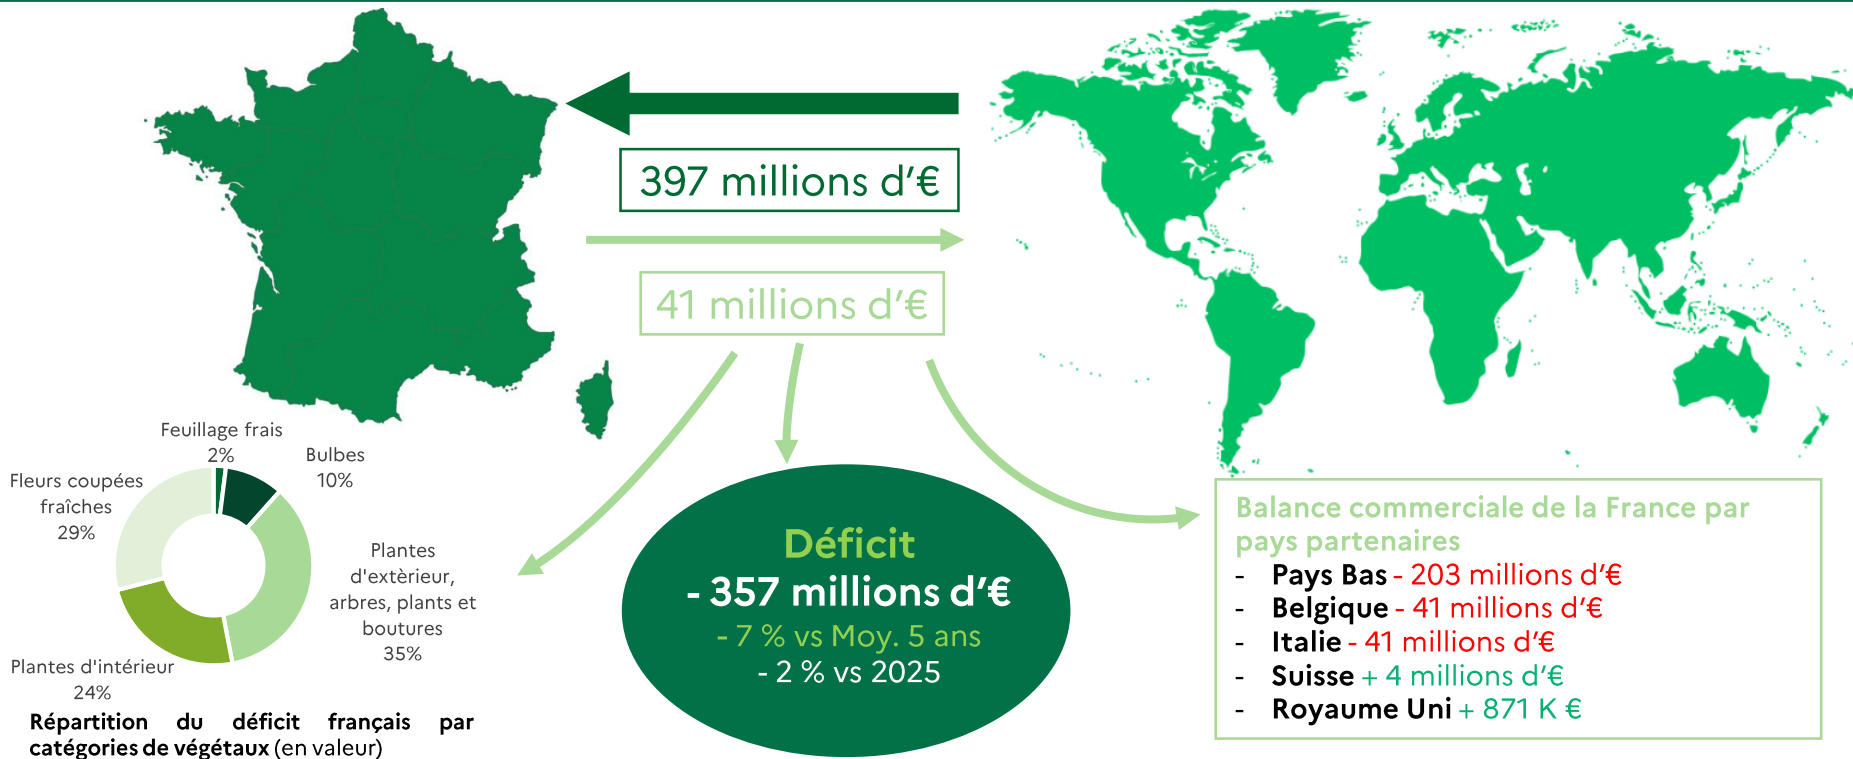 397 millions d'€
41 millions d'€
Feuillage frais
2%
Bulbes
10%
Fleurs coupées
fraîches
29%
Plantes
d'extèrieur,
arbres, plants et
boutures
35%
Plantes d'intérieur
24%
Répartition du déficit français par
catégories de végétaux (en valeur)
Déficit
- 357 millions d'€
- 7 % vs Moy. 5 ans
- 2 % vs 2025
Balance commerciale de la France par
pays partenaires
- Pays Bas - 203 millions d'€
- Belgique - 41 millions d'€
- Italie - 41 millions d'€
- Suisse + 4 millions d'€
- Royaume Uni + 871 K €